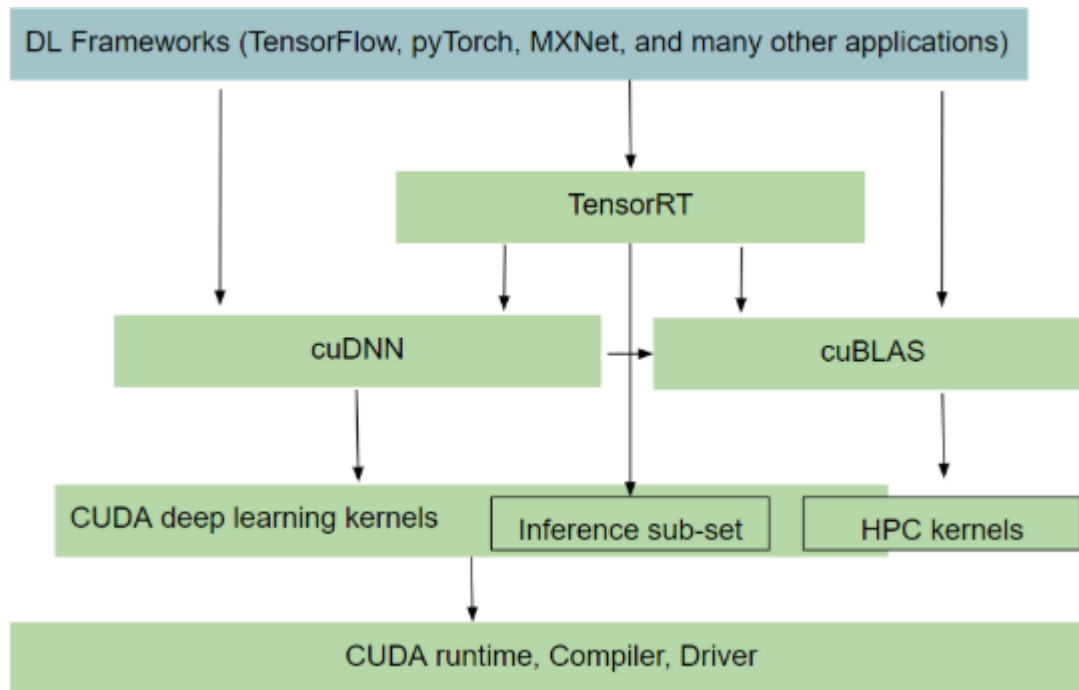 DL Frameworks (TensorFlow, pyTorch, MXNet, and many other applications)
TensorRT
cuDNN
cuBLAS
CUDA deep learning kernels
Inference sub-set
HPC kernels
CUDA runtime, Compiler, Driver